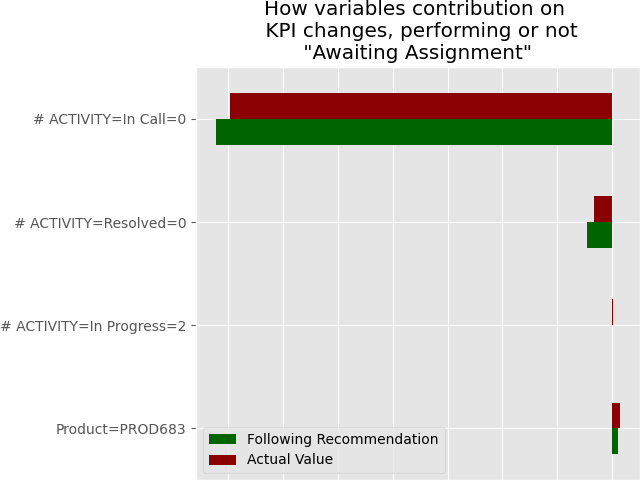 How variables contribution on
KPI changes, performing or not
"Awaiting Assignment"
# ACTIVITY=In Call=0
# ACTIVITY=Resolved=0
# ACTIVITY=In Progress=2
Product=PROD683
Following Recommendation
Actual Value